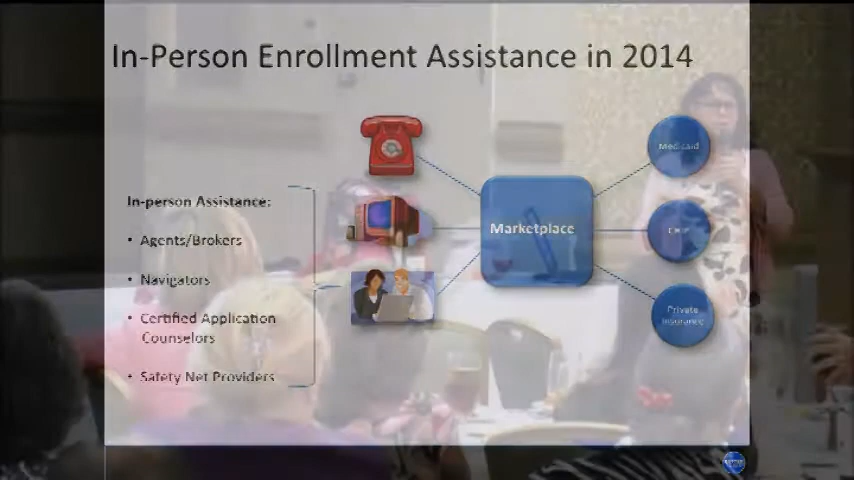 In-Person Enrollment Assistance in 2014
In-person Assistance:
• Agents/Brokers
• Navigators
• Certified Application
Counselors
• Safety Net Providers
Marketplace
Medicaid
CHIP
Private
Insurance